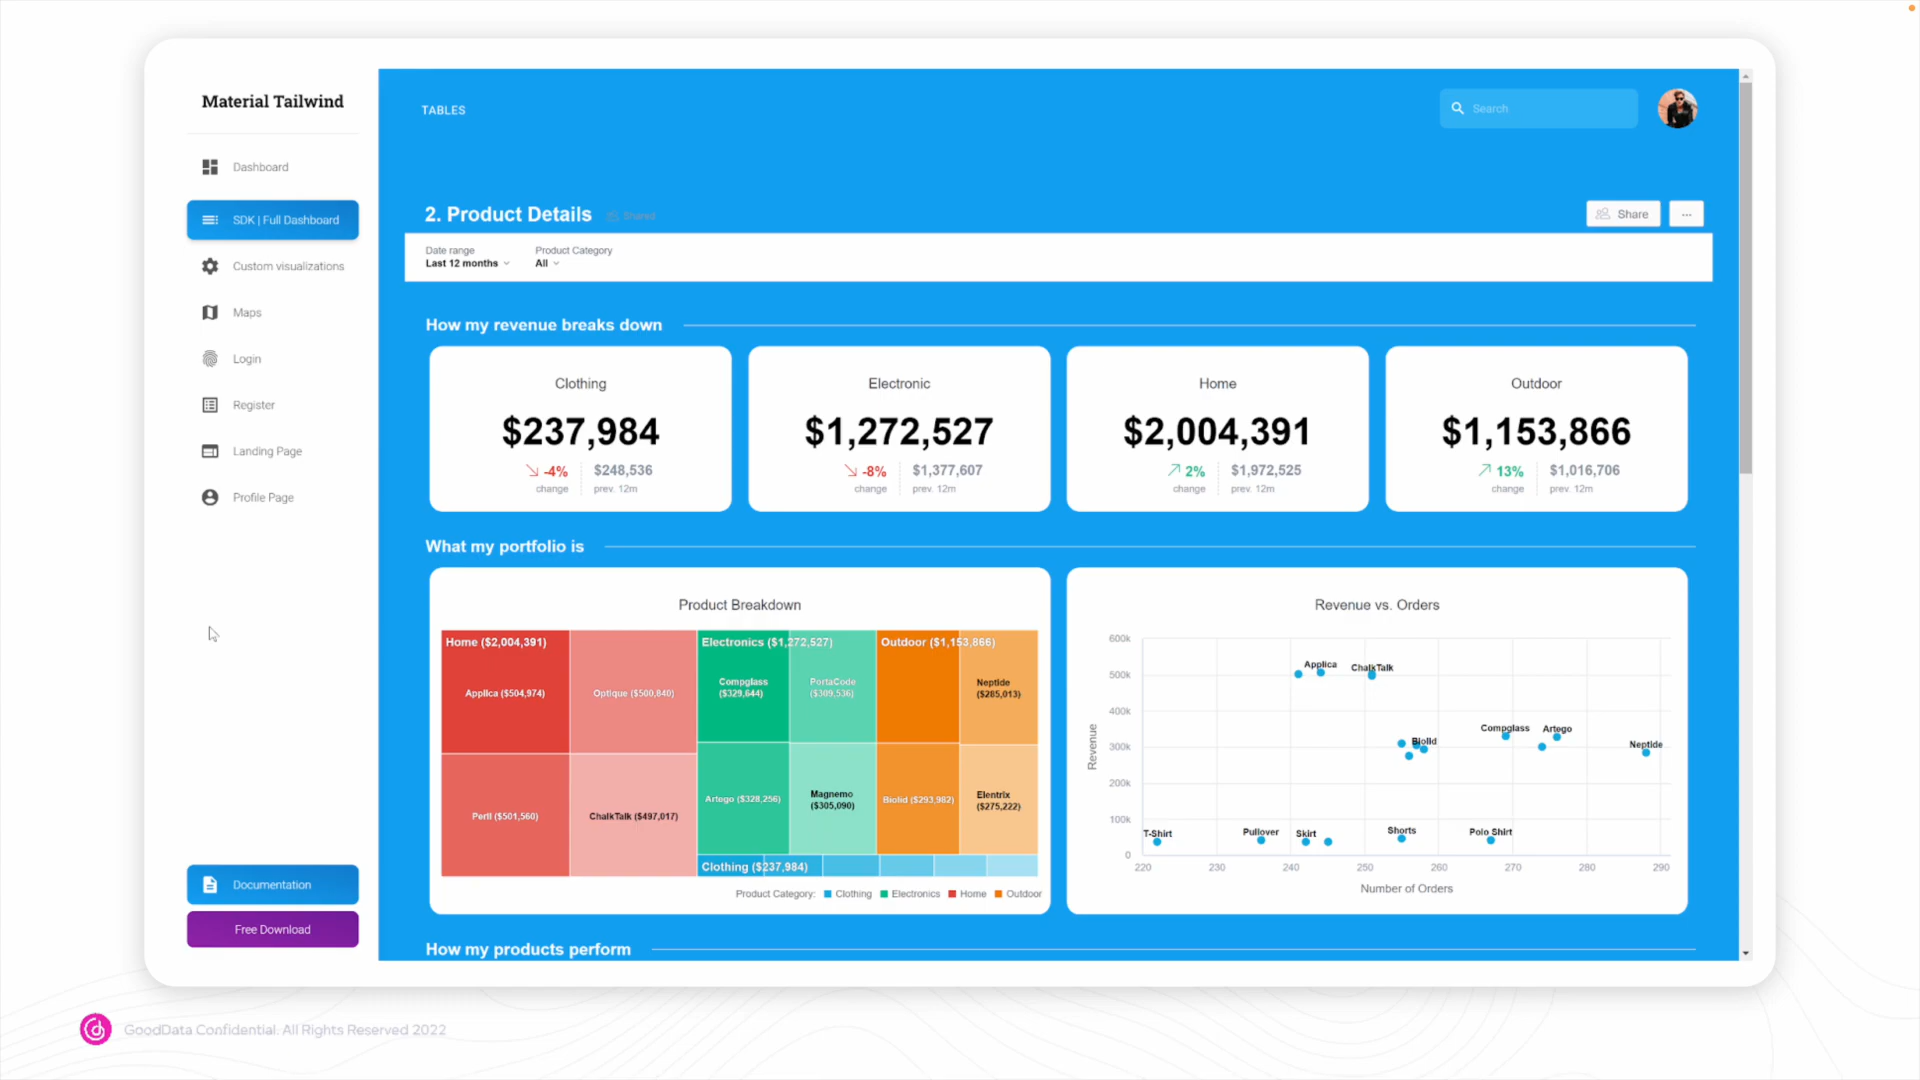 Material Tailwind
Dashboard
SDK | Full Dashboard
Custom visualizations
Maps
Login
Register
Landing Page
Profile Page
Documentation
Free Download
TABLES
Search
2. Product Details
Shared
Share
...
Date range
Last 12 months
Product Category
All
How my revenue breaks down
Clothing
$237,984
-4%
change
$248,536
prev. 12m
Electronic
$1,272,527
-8%
change
$1,377,607
prev. 12m
Home
$2,004,391
2%
change
$1,972,525
prev. 12m
Outdoor
$1,153,866
13%
change
$1,016,706
prev. 12m
What my portfolio is
Product Breakdown
Home ($2,004,391)
Applica ($504,974)
Optique ($500,840)
Peril ($501,560)
ChalkTalk ($497,017)
Electronics ($1,272,527)
Compglass
($329,644)
PortaCode
($309,536)
Artego ($328,256)
Magnemo
($305,090)
Outdoor ($1,153,866)
Neptide
($285,013)
Biolid ($293,982)
Elentrix
($275,222)
Clothing ($237,984)
Product Category: Clothing Electronics Home Outdoor
Revenue vs. Orders
Revenue
600k
500k
400k
300k
200k
100k
0
Applica
ChalkTalk
Compglass
Artego
Biolid
Neptide
T-Shirt
Pullover
Skirt
Shorts
Polo Shirt
220 230 240 250 260 270 280 290
Number of Orders
How my products perform
GoodData Confidential. All Rights Reserved 2022